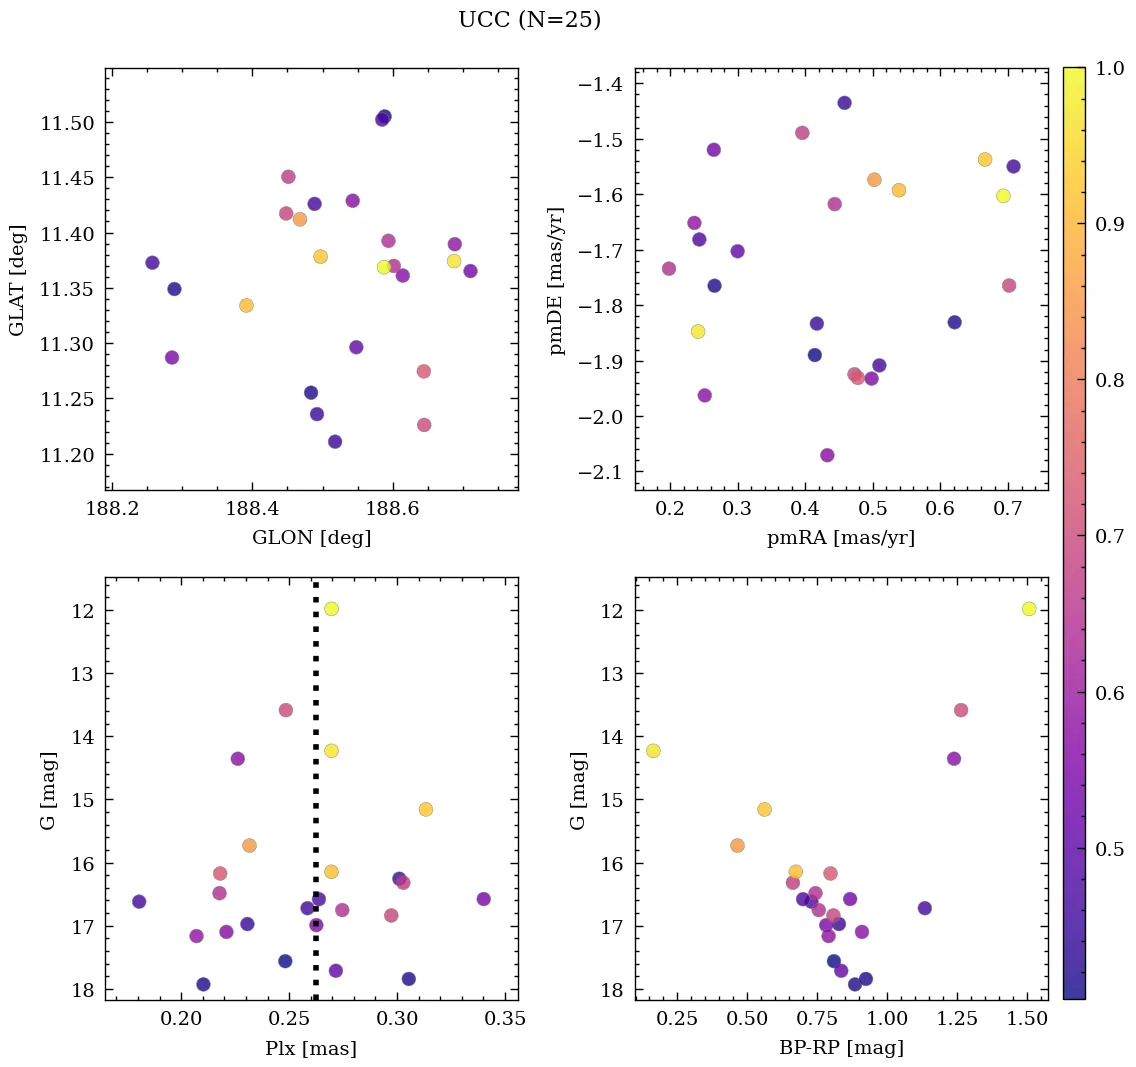 UCC (N=25)
11.50
11.45
11.40
11.35
11.30
11.25
11.20
GLAT [deg]
188.2 188.4 188.6
GLON [deg]
−1.4
−1.5
−1.6
−1.7
−1.8
−1.9
−2.0
−2.1
pmDE [mas/yr]
0.2 0.3 0.4 0.5 0.6 0.7
pmRA [mas/yr]
12
13
14
15
16
17
18
G [mag]
0.20 0.25 0.30 0.35
Plx [mas]
12
13
14
15
16
17
18
G [mag]
0.25 0.50 0.75 1.00 1.25 1.50
BP-RP [mag]
1.0
0.9
0.8
0.7
0.6
0.5